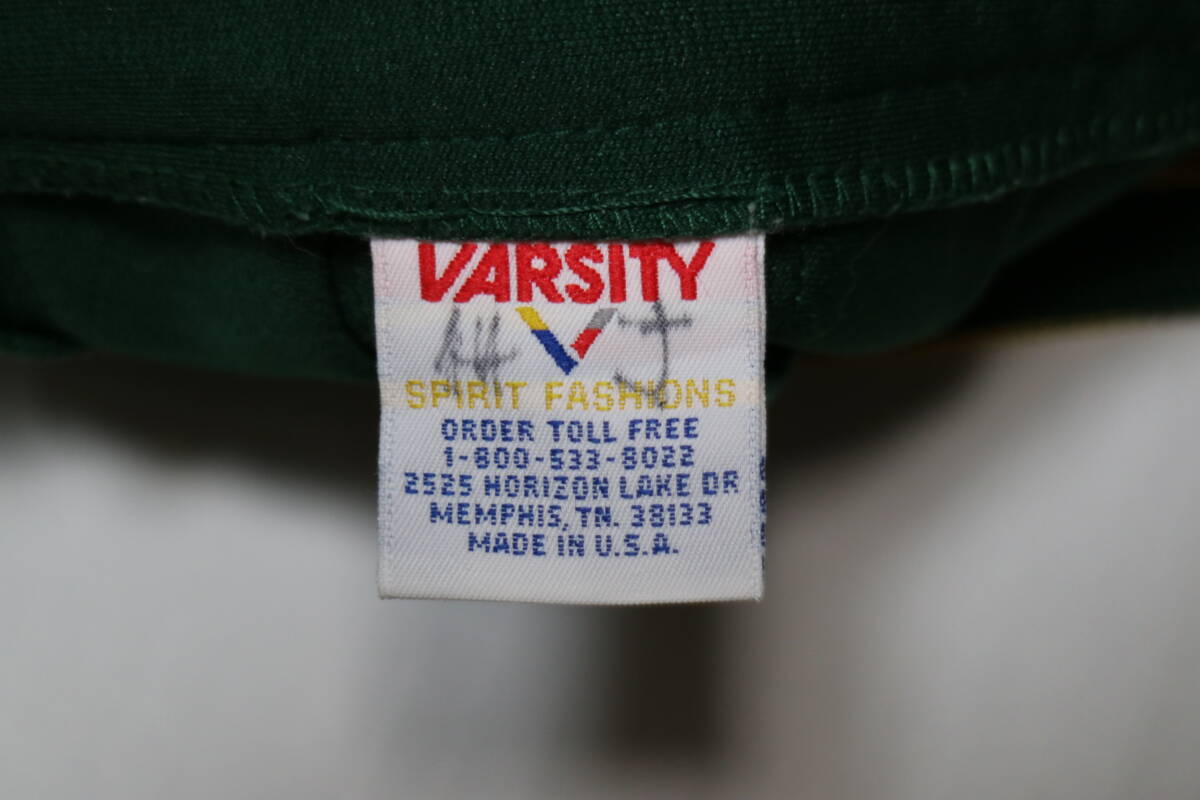 VARSITY
SPIRIT FASHIONS
ORDER TOLL FREE
1-800-533-8022
2525 HORIZON LAKE DR
MEMPHIS, TN. 38133
MADE IN U.S.A.